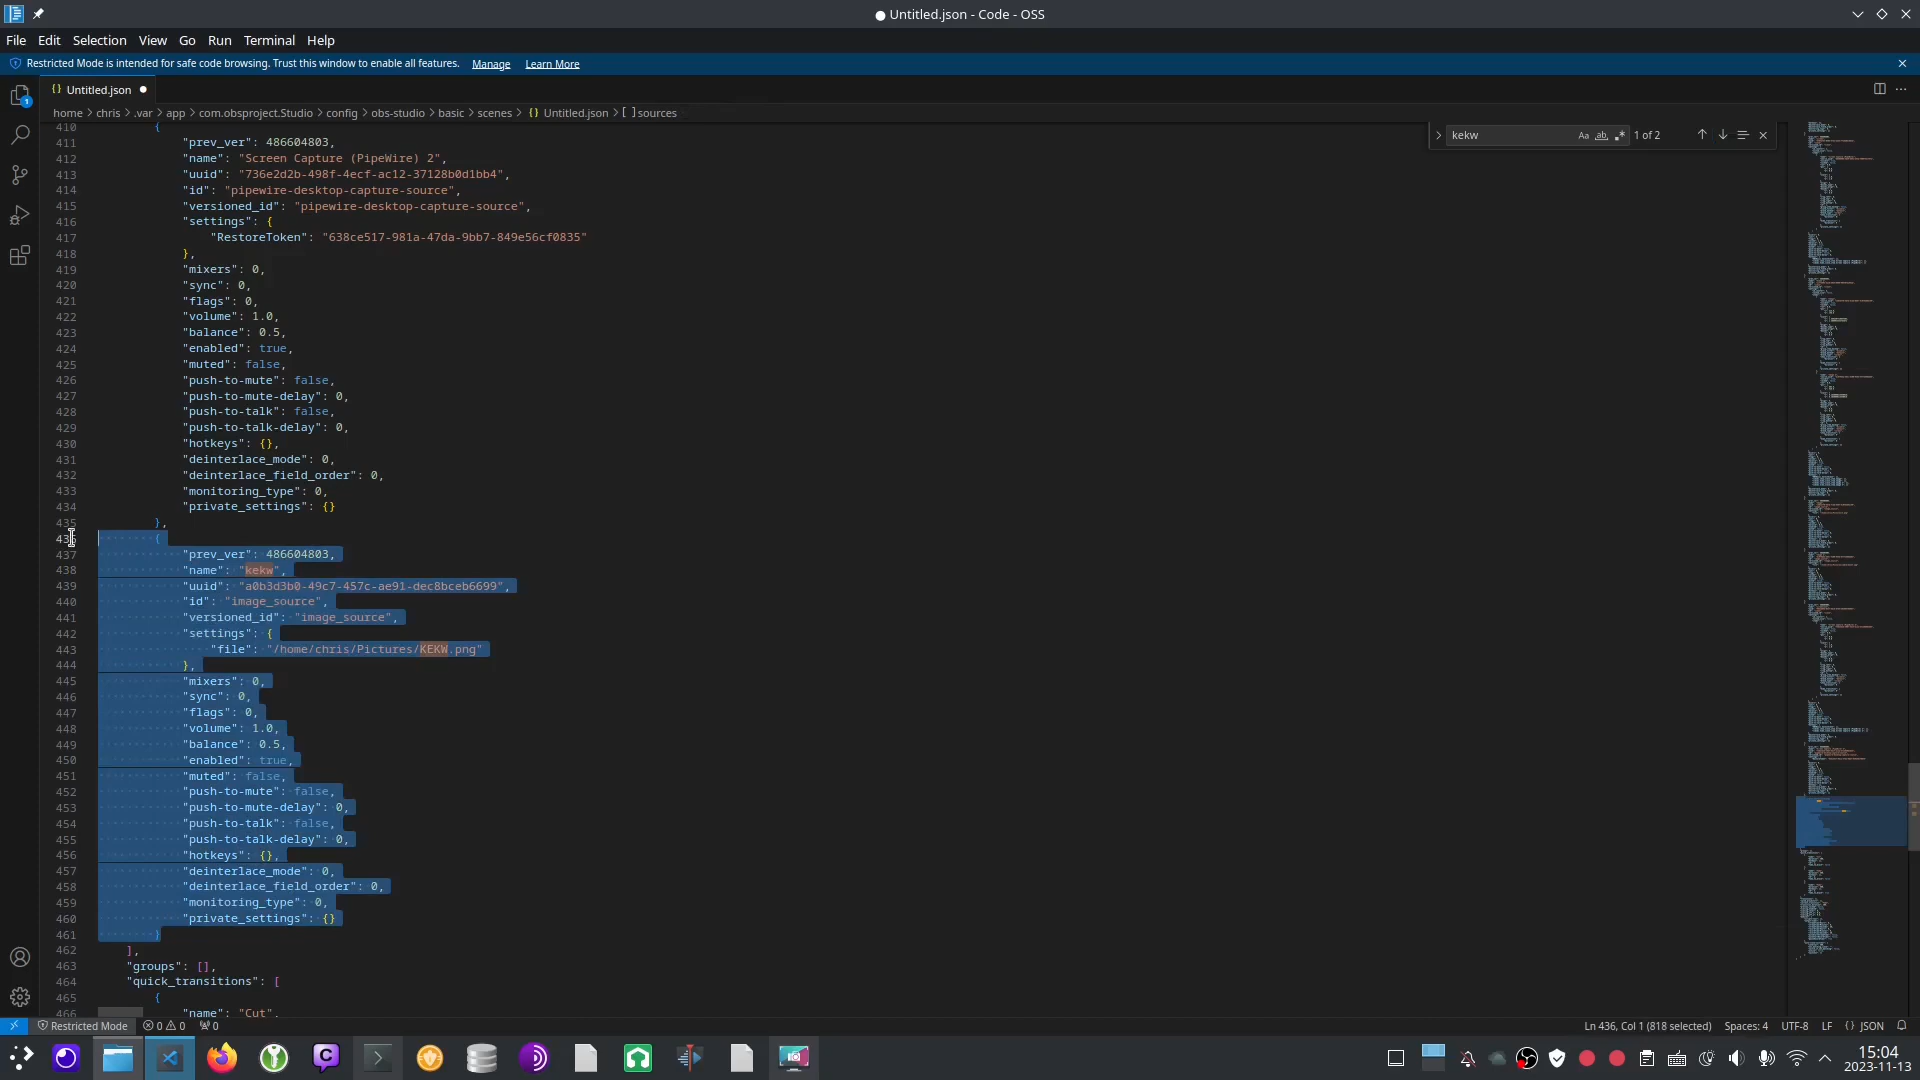 Untitled.json - Code - OSS
File Edit Selection View Go Run Terminal Help
Restricted Mode is intended for safe code browsing. Trust this window to enable all features. Manage Learn More
{} Untitled.json
home > chris > .var > app > com.obsproject.Studio > config > obs-studio > basic > scenes > {} Untitled.json > [ ] sources
kekw Aa ab .* 1 of 2
410 {
411 "prev_ver": 486604803,
412 "name": "Screen Capture (PipeWire) 2",
413 "uuid": "736e2d2b-498f-4ecf-ac12-37128b0d1bb4",
414 "id": "pipewire-desktop-capture-source",
415 "versioned_id": "pipewire-desktop-capture-source",
416 "settings": {
417 "RestoreToken": "638ce517-981a-47da-9bb7-849e56cf0835"
418 },
419 "mixers": 0,
420 "sync": 0,
421 "flags": 0,
422 "volume": 1.0,
423 "balance": 0.5,
424 "enabled": true,
425 "muted": false,
426 "push-to-mute": false,
427 "push-to-mute-delay": 0,
428 "push-to-talk": false,
429 "push-to-talk-delay": 0,
430 "hotkeys": {},
431 "deinterlace_mode": 0,
432 "deinterlace_field_order": 0,
433 "monitoring_type": 0,
434 "private_settings": {}
435 },
436 {
437 "prev_ver": 486604803,
438 "name": "kekw",
439 "uuid": "a0b3d3b0-49c7-457c-ae91-dec8bceb6699",
440 "id": "image_source",
441 "versioned_id": "image_source",
442 "settings": {
443 "file": "/home/chris/Pictures/KEKW.png"
444 },
445 "mixers": 0,
446 "sync": 0,
447 "flags": 0,
448 "volume": 1.0,
449 "balance": 0.5,
450 "enabled": true,
451 "muted": false,
452 "push-to-mute": false,
453 "push-to-mute-delay": 0,
454 "push-to-talk": false,
455 "push-to-talk-delay": 0,
456 "hotkeys": {},
457 "deinterlace_mode": 0,
458 "deinterlace_field_order": 0,
459 "monitoring_type": 0,
460 "private_settings": {}
461 }
462 ],
463 "groups": [],
464 "quick_transitions": [
465 {
466 "name": "Cut",
Restricted Mode 0 0 0 Ln 436, Col 1 (818 selected) Spaces: 4 UTF-8 LF {} JSON
15:04
2023-11-13